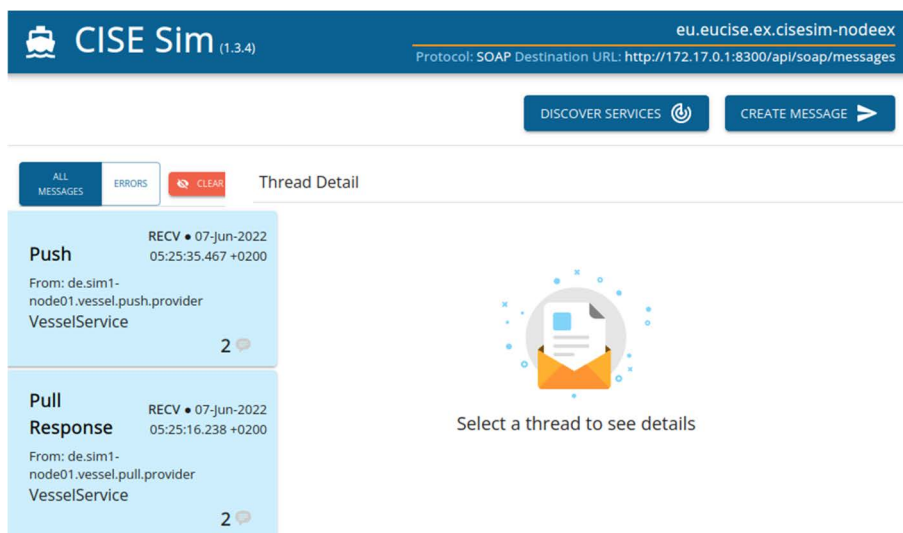 CISE Sim (1.3.4)
eu.eucise.ex.cisesim-nodeex
Protocol: SOAP Destination URL: http://172.17.0.1:8300/api/soap/messages
DISCOVER SERVICES
CREATE MESSAGE
ALL
MESSAGES
ERRORS
CLEAR
Thread Detail
RECV ● 07-Jun-2022
Push
05:25:35.467 +0200
From: de.sim1-
node01.vessel.push.provider
VesselService
2
Pull
Response
RECV ● 07-Jun-2022
05:25:16.238 +0200
From: de.sim1-
node01.vessel.pull.provider
VesselService
2
Select a thread to see details